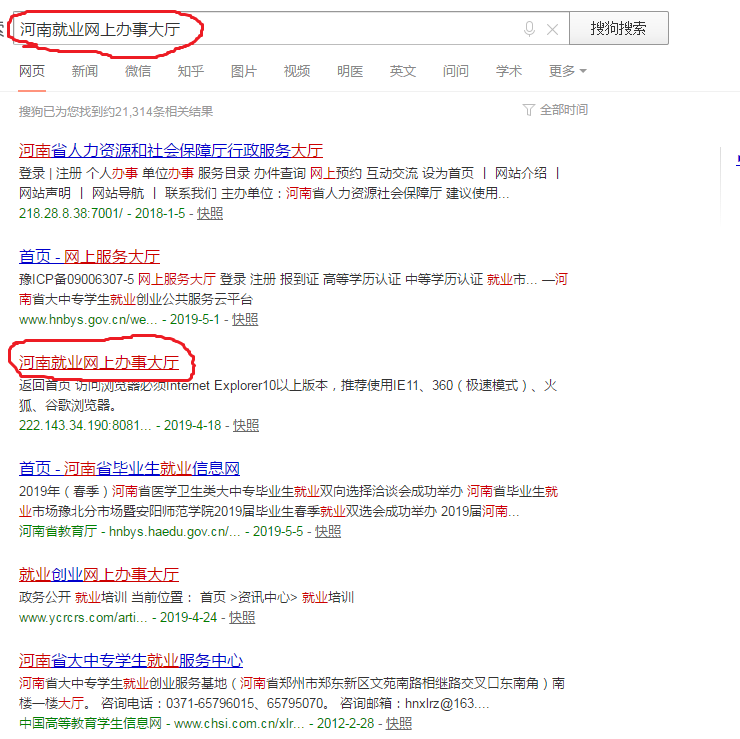 河南就业网上办事大厅
搜狗搜索
网页 新闻 微信 知乎 图片 视频 明医 英文 问问 学术 更多
搜狗已为您找到约21,314条相关结果 全部时间
河南省人力资源和社会保障厅行政服务大厅
登录 | 注册 个人办事 单位办事 服务目录 办件查询 网上预约 互动交流 设为首页 | 网站介绍 |
网站声明 | 网站导航 | 联系我们 主办单位：河南省人力资源社会保障厅 建议使用...
218.28.8.38:7001/ - 2018-1-5 - 快照
首页 - 网上服务大厅
豫ICP备09006307-5 网上服务大厅 登录 注册 报到证 高等学历认证 中等学历认证 就业市... —河
南省大中专学生就业创业公共服务云平台
www.hnbys.gov.cn/we... - 2019-5-1 - 快照
河南就业网上办事大厅
返回首页 访问浏览器必须Internet Explorer10以上版本，推荐使用IE11、360（极速模式）、火
狐、谷歌浏览器。
222.143.34.190:8081... - 2019-4-18 - 快照
首页 - 河南省毕业生就业信息网
2019年（春季）河南省医学卫生类大中专毕业生就业双向选择洽谈会成功举办 河南省毕业生就
业市场豫北分市场暨安阳师范学院2019届毕业生春季就业双选会成功举办 2019届河南...
河南省教育厅 - hnbys.haedu.gov.cn/... - 2019-5-5 - 快照
就业创业网上办事大厅
政务公开 就业培训 当前位置： 首页 >资讯中心> 就业培训
www.ycrcrs.com/arti... - 2019-4-24 - 快照
河南省大中专学生就业服务中心
河南省大中专学生就业创业服务基地（河南省郑州市郑东新区文苑南路相继路交叉口东南角）南
楼一楼大厅。 咨询电话：0371-65796015、65795070。 咨询邮箱：hnxlrz@163....
中国高等教育学生信息网 - www.chsi.com.cn/xlr... - 2012-2-28 - 快照